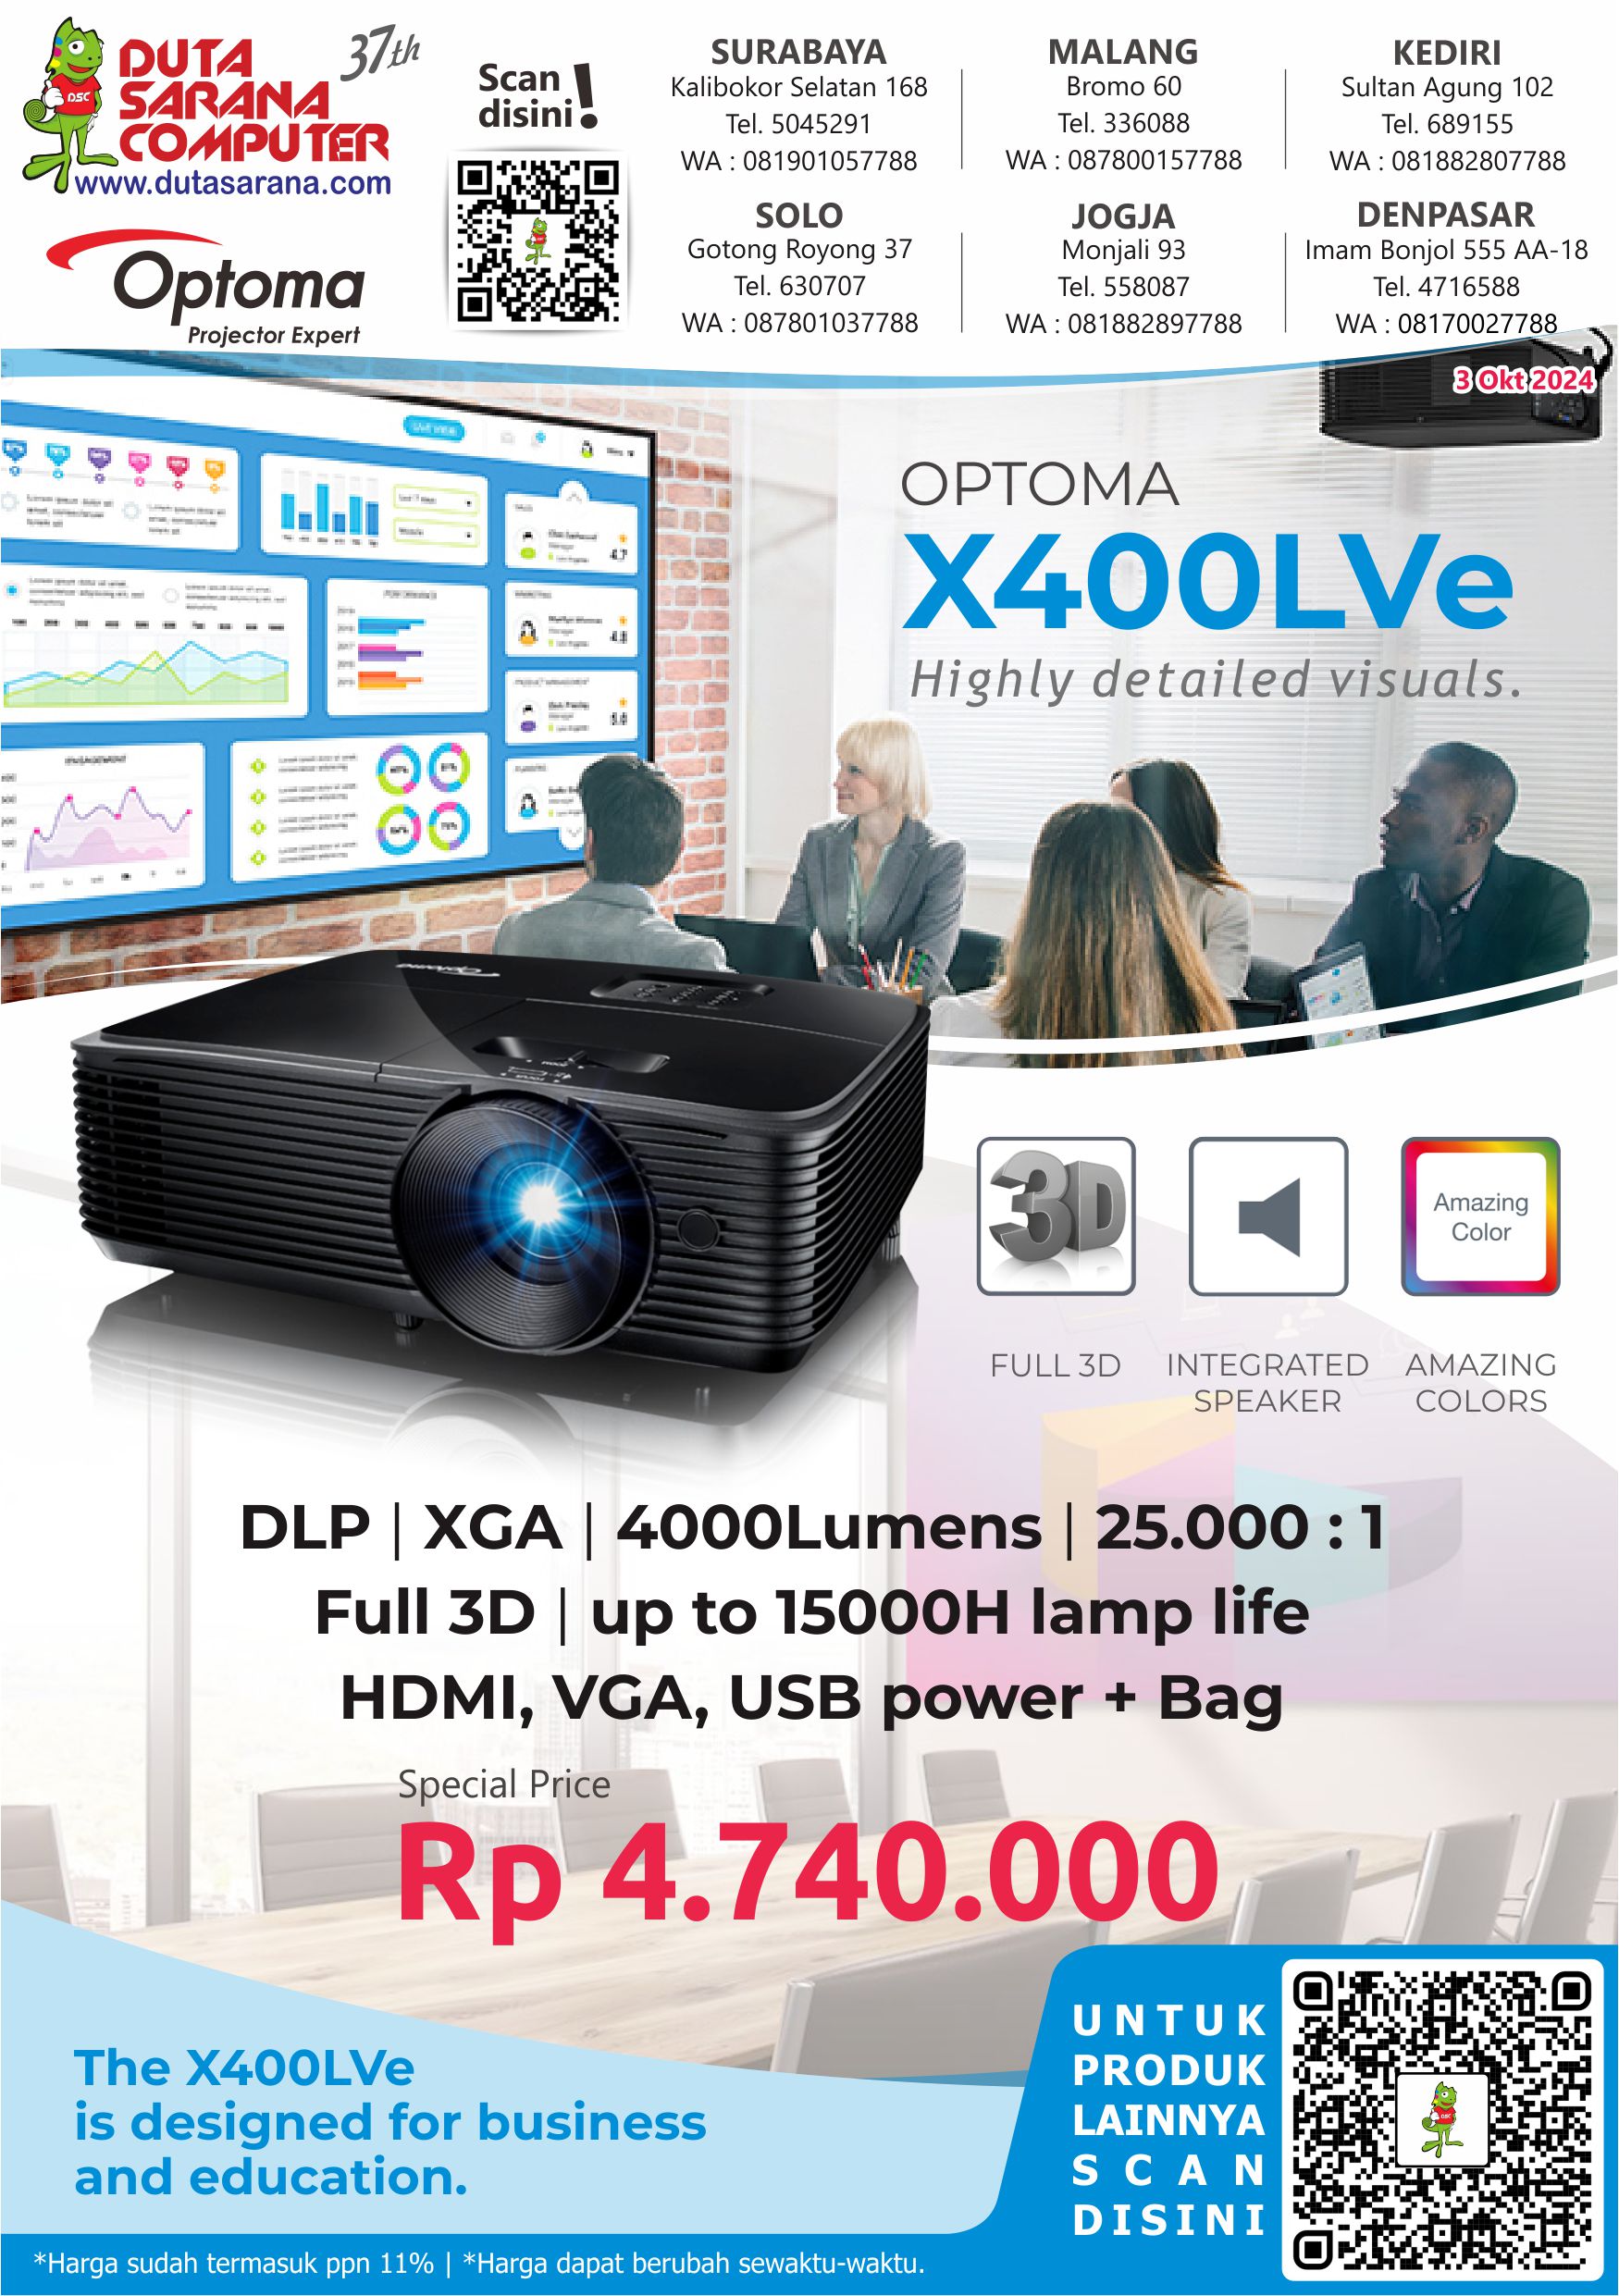 DUTA
SARANA
COMPUTER
37th
www.dutasarana.com
DSC
Optoma
Projector Expert
Scan
disini!
SURABAYA
Kalibokor Selatan 168
Tel. 5045291
WA : 081901057788
MALANG
Bromo 60
Tel. 336088
WA : 087800157788
KEDIRI
Sultan Agung 102
Tel. 689155
WA : 081882807788
SOLO
Gotong Royong 37
Tel. 630707
WA : 087801037788
JOGJA
Monjali 93
Tel. 558087
WA : 081882897788
DENPASAR
Imam Bonjol 555 AA-18
Tel. 4716588
WA : 08170027788
3 Okt 2024
OPTOMA
X400LVe
Highly detailed visuals.
Optoma
3D
Amazing
Color
FULL 3D
INTEGRATED
SPEAKER
AMAZING
COLORS
DLP | XGA | 4000Lumens | 25.000 : 1
Full 3D | up to 15000H lamp life
HDMI, VGA, USB power + Bag
Special Price
Rp 4.740.000
The X400LVe
is designed for business
and education.
UNTUK
PRODUK
LAINNYA
SCAN
DISINI
*Harga sudah termasuk ppn 11% | *Harga dapat berubah sewaktu-waktu.